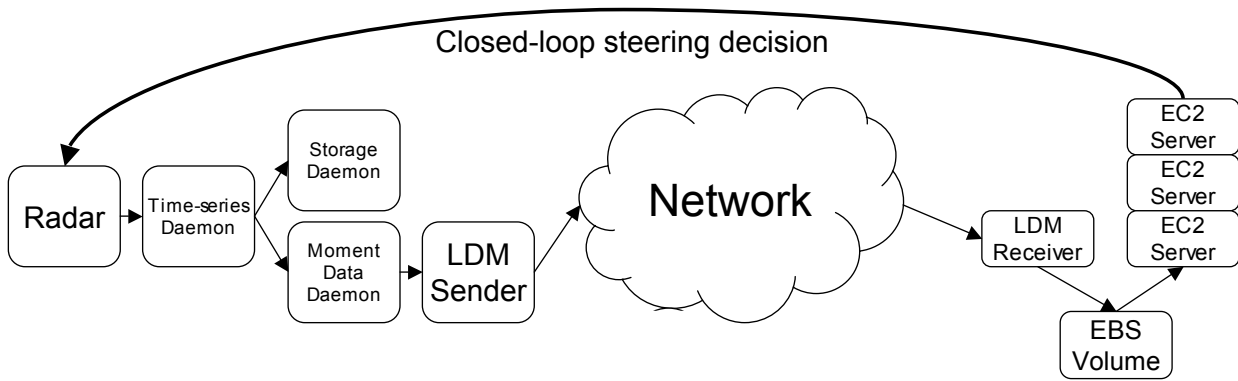 Closed-loop steering decision
Radar
Time-series
Daemon
Storage
Daemon
Moment
Data
Daemon
LDM
Sender
Network
LDM
Receiver
EBS
Volume
EC2
Server
EC2
Server
EC2
Server